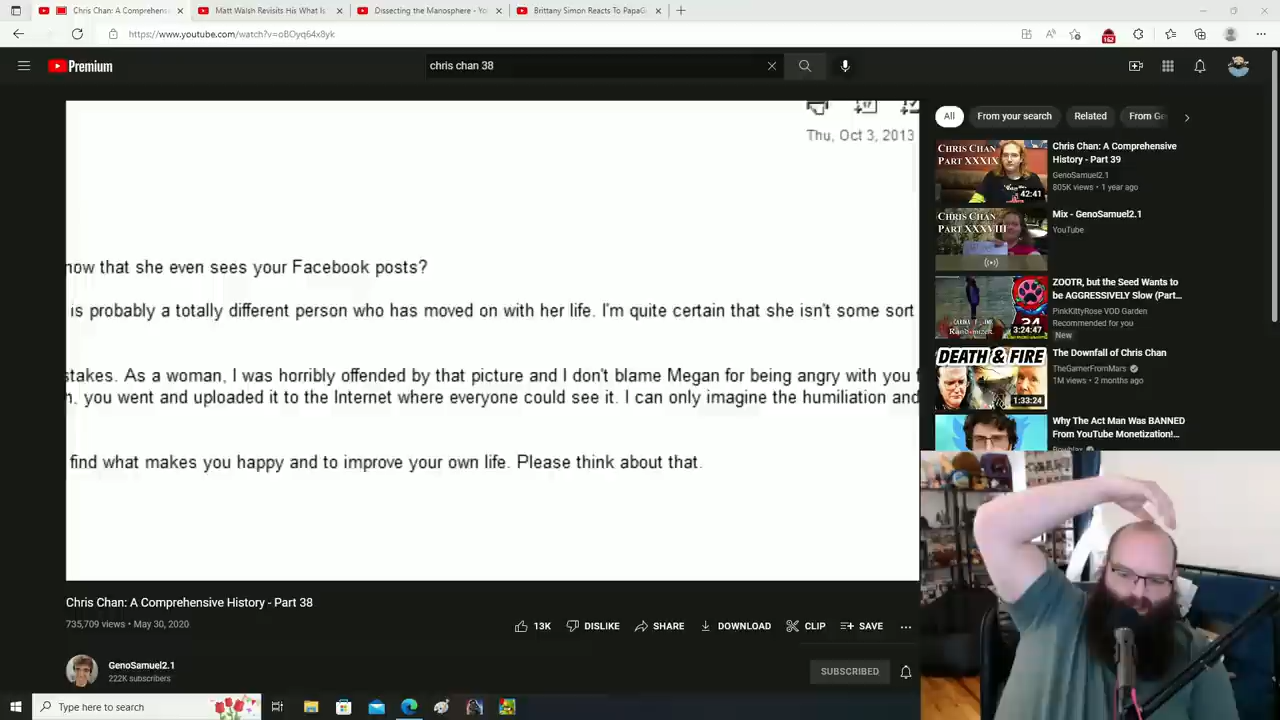 Chris Chan: A Comprehens
Matt Walsh Revisits His What Is
Dissecting the Manosphere - Yo
Brittany Simon Reacts To PapaG
https://www.youtube.com/watch?v=oBOyq64x8yk
162
Premium
chris chan 38
Thu, Oct 3, 2013
now that she even sees your Facebook posts?
is probably a totally different person who has moved on with her life. I'm quite certain that she isn't some sort
stakes. As a woman, I was horribly offended by that picture and I don't blame Megan for being angry with you f
n, you went and uploaded it to the Internet where everyone could see it. I can only imagine the humiliation and
find what makes you happy and to improve your own life. Please think about that.
All
From your search
Related
From Ge
CHRIS CHAN
PART XXXIX
42:41
Chris Chan: A Comprehensive
History - Part 39
GenoSamuel2.1
805K views • 1 year ago
CHRIS CHAN
PART XXXVIII
Mix - GenoSamuel2.1
YouTube
34
Randomizer
3:24:47
ZOOTR, but the Seed Wants to
be AGGRESSIVELY Slow (Part...
PinkKittyRose VOD Garden
Recommended for you
New
DEATH & FIRE
1:33:24
The Downfall of Chris Chan
TheGamerFromMars
1M views • 2 months ago
Why The Act Man Was BANNED
From YouTube Monetization!...
Chris Chan: A Comprehensive History - Part 38
735,709 views • May 30, 2020
13K
DISLIKE
SHARE
DOWNLOAD
CLIP
SAVE
GenoSamuel2.1
222K subscribers
SUBSCRIBED
Type here to search